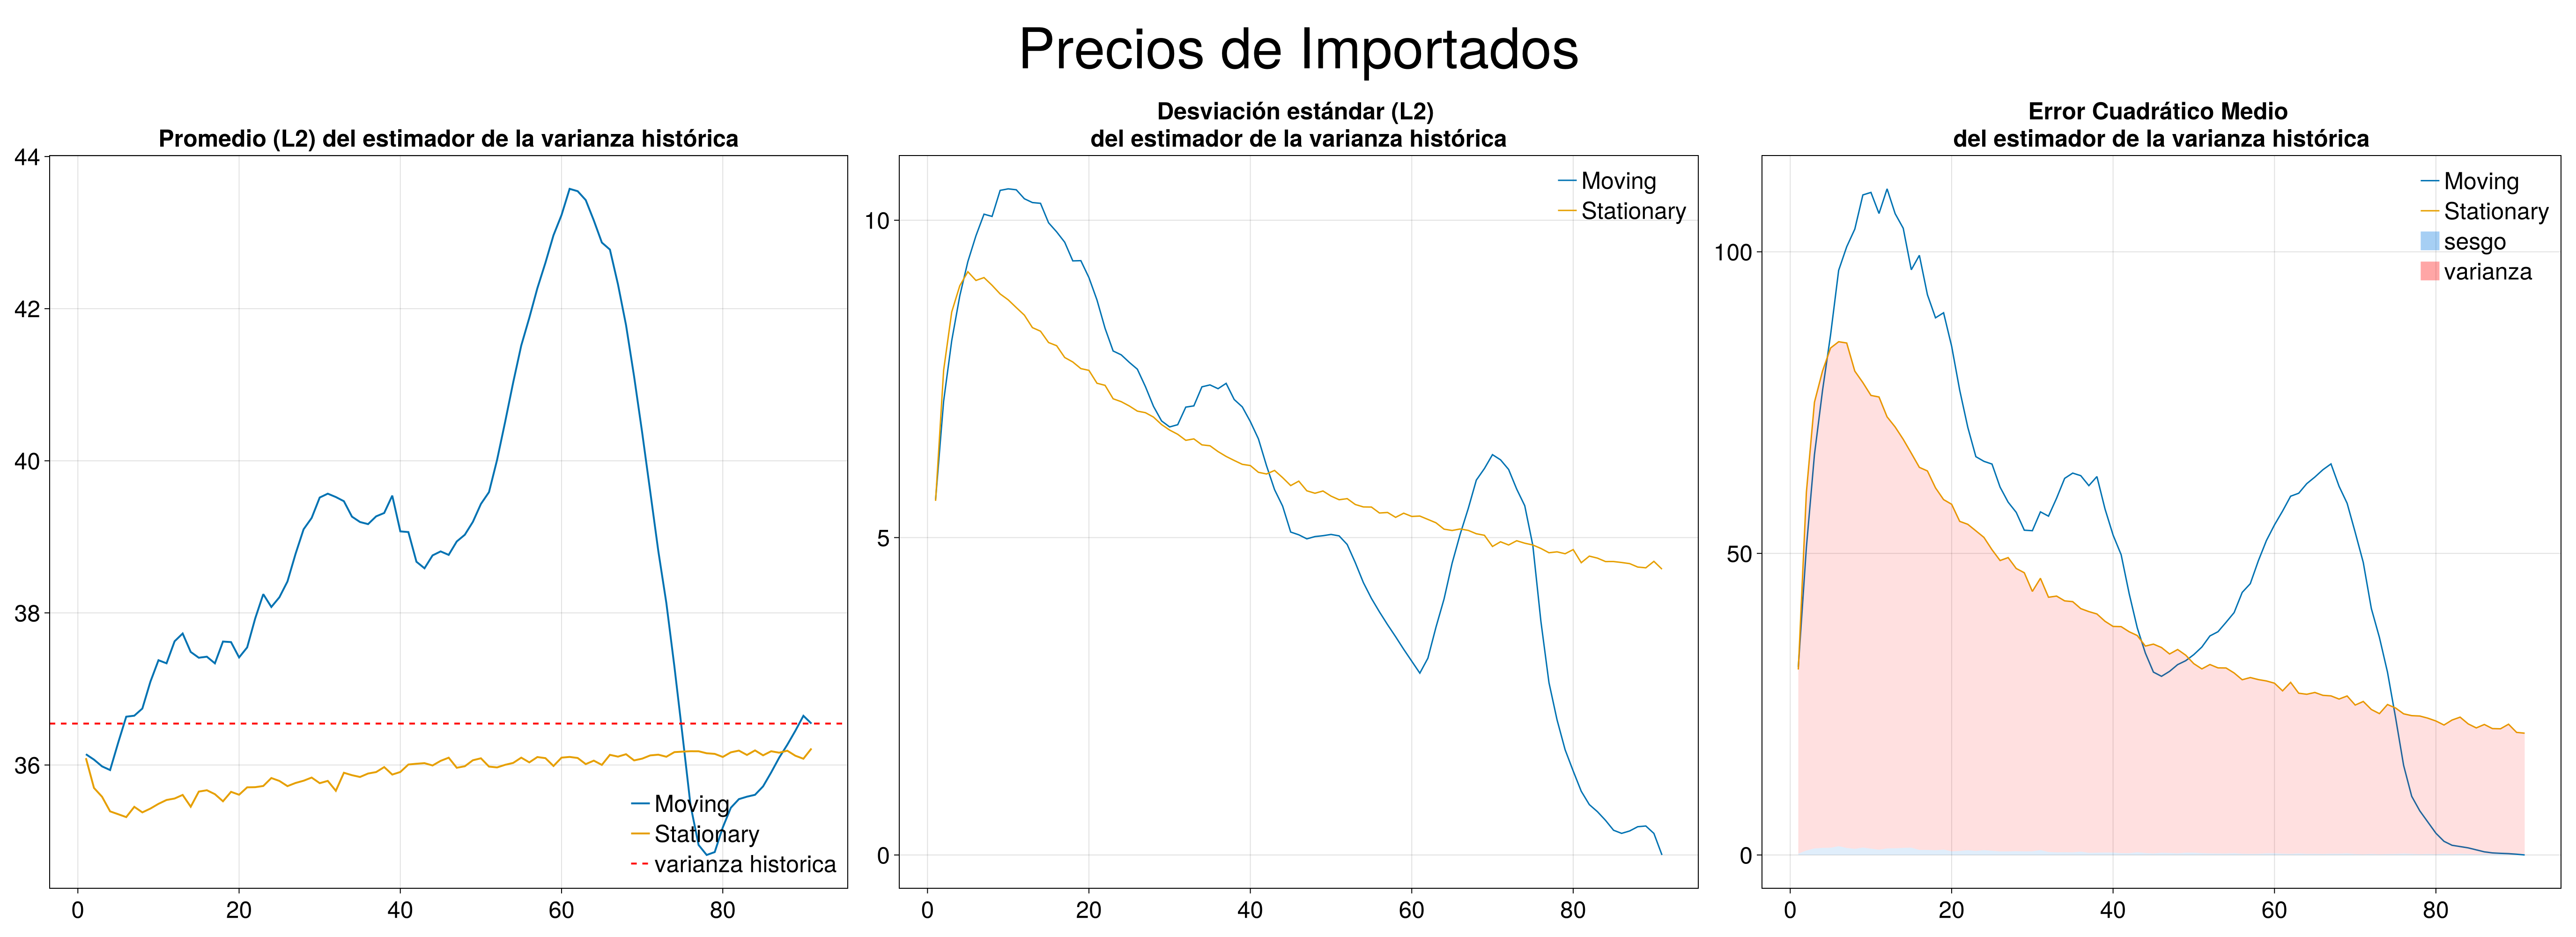 Precios de Importados
Promedio (L2) del estimador de la varianza histórica
44
42
40
38
36
0
20
40
60
80
Moving
Stationary
varianza historica
Desviación estándar (L2)
del estimador de la varianza histórica
10
5
0
0
20
40
60
80
Moving
Stationary
Error Cuadrático Medio
del estimador de la varianza histórica
100
50
0
0
20
40
60
80
Moving
Stationary
sesgo
varianza